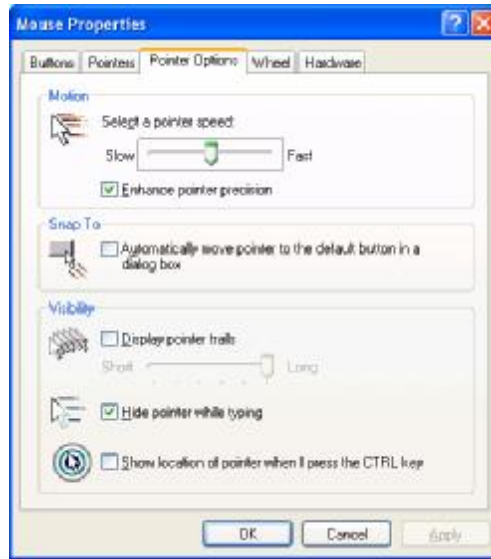 Mouse Properties
Buttons Pointers Pointer Options Wheel Hardware
Motion
Select a pointer speed:
Slow Fast
Enhance pointer precision
Snap To
Automatically move pointer to the default button in a
dialog box
Visibility
Display pointer trails
Short Long
Hide pointer while typing
Show location of pointer when I press the CTRL key
OK Cancel Apply